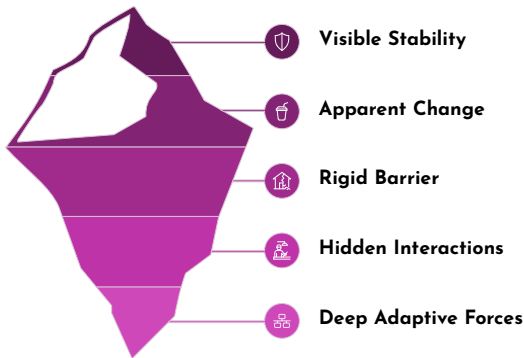 Visible Stability
Apparent Change
Rigid Barrier
Hidden Interactions
Deep Adaptive Forces